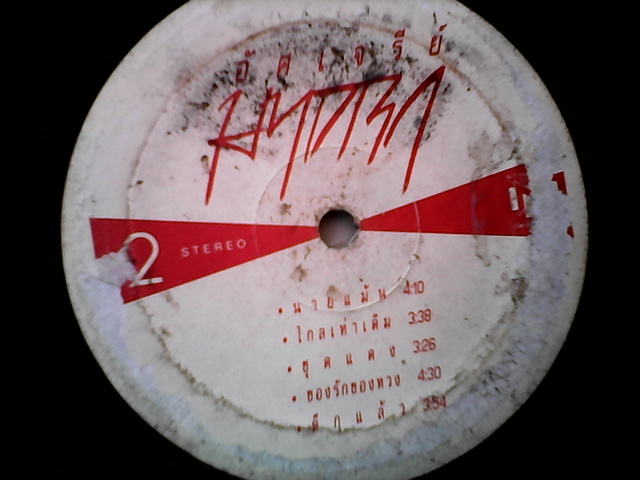 อัศเจรีย์
2 STEREO
• นายแม้น 4:10
• ไกลเท่าเดิม 3:38
• ชุดแดง 3:26
• ของรักของหวง 4:30
• ดึกแล้ว 3:54